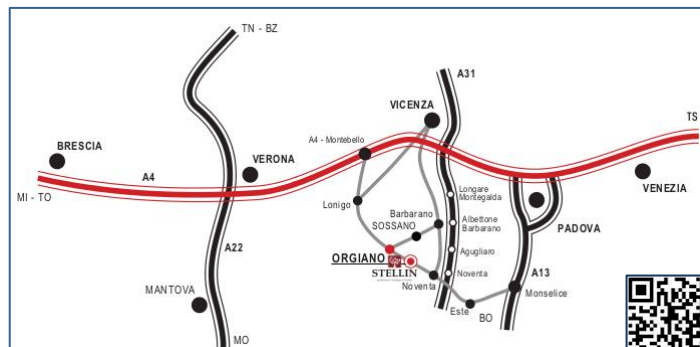 TN - BZ
A31
VICENZA
TS
BRESCIA
A4 - Montebello
A4
VERONA
VENEZIA
MI - TO
Longare
Montegalda
Lonigo
Barbarano
SOSSANO
Albettone
Barbarano
PADOVA
A22
ORGIANO
Agugliaro
STELLIN
Noventa
Noventa
A13
MANTOVA
Monselice
Este
BO
MO